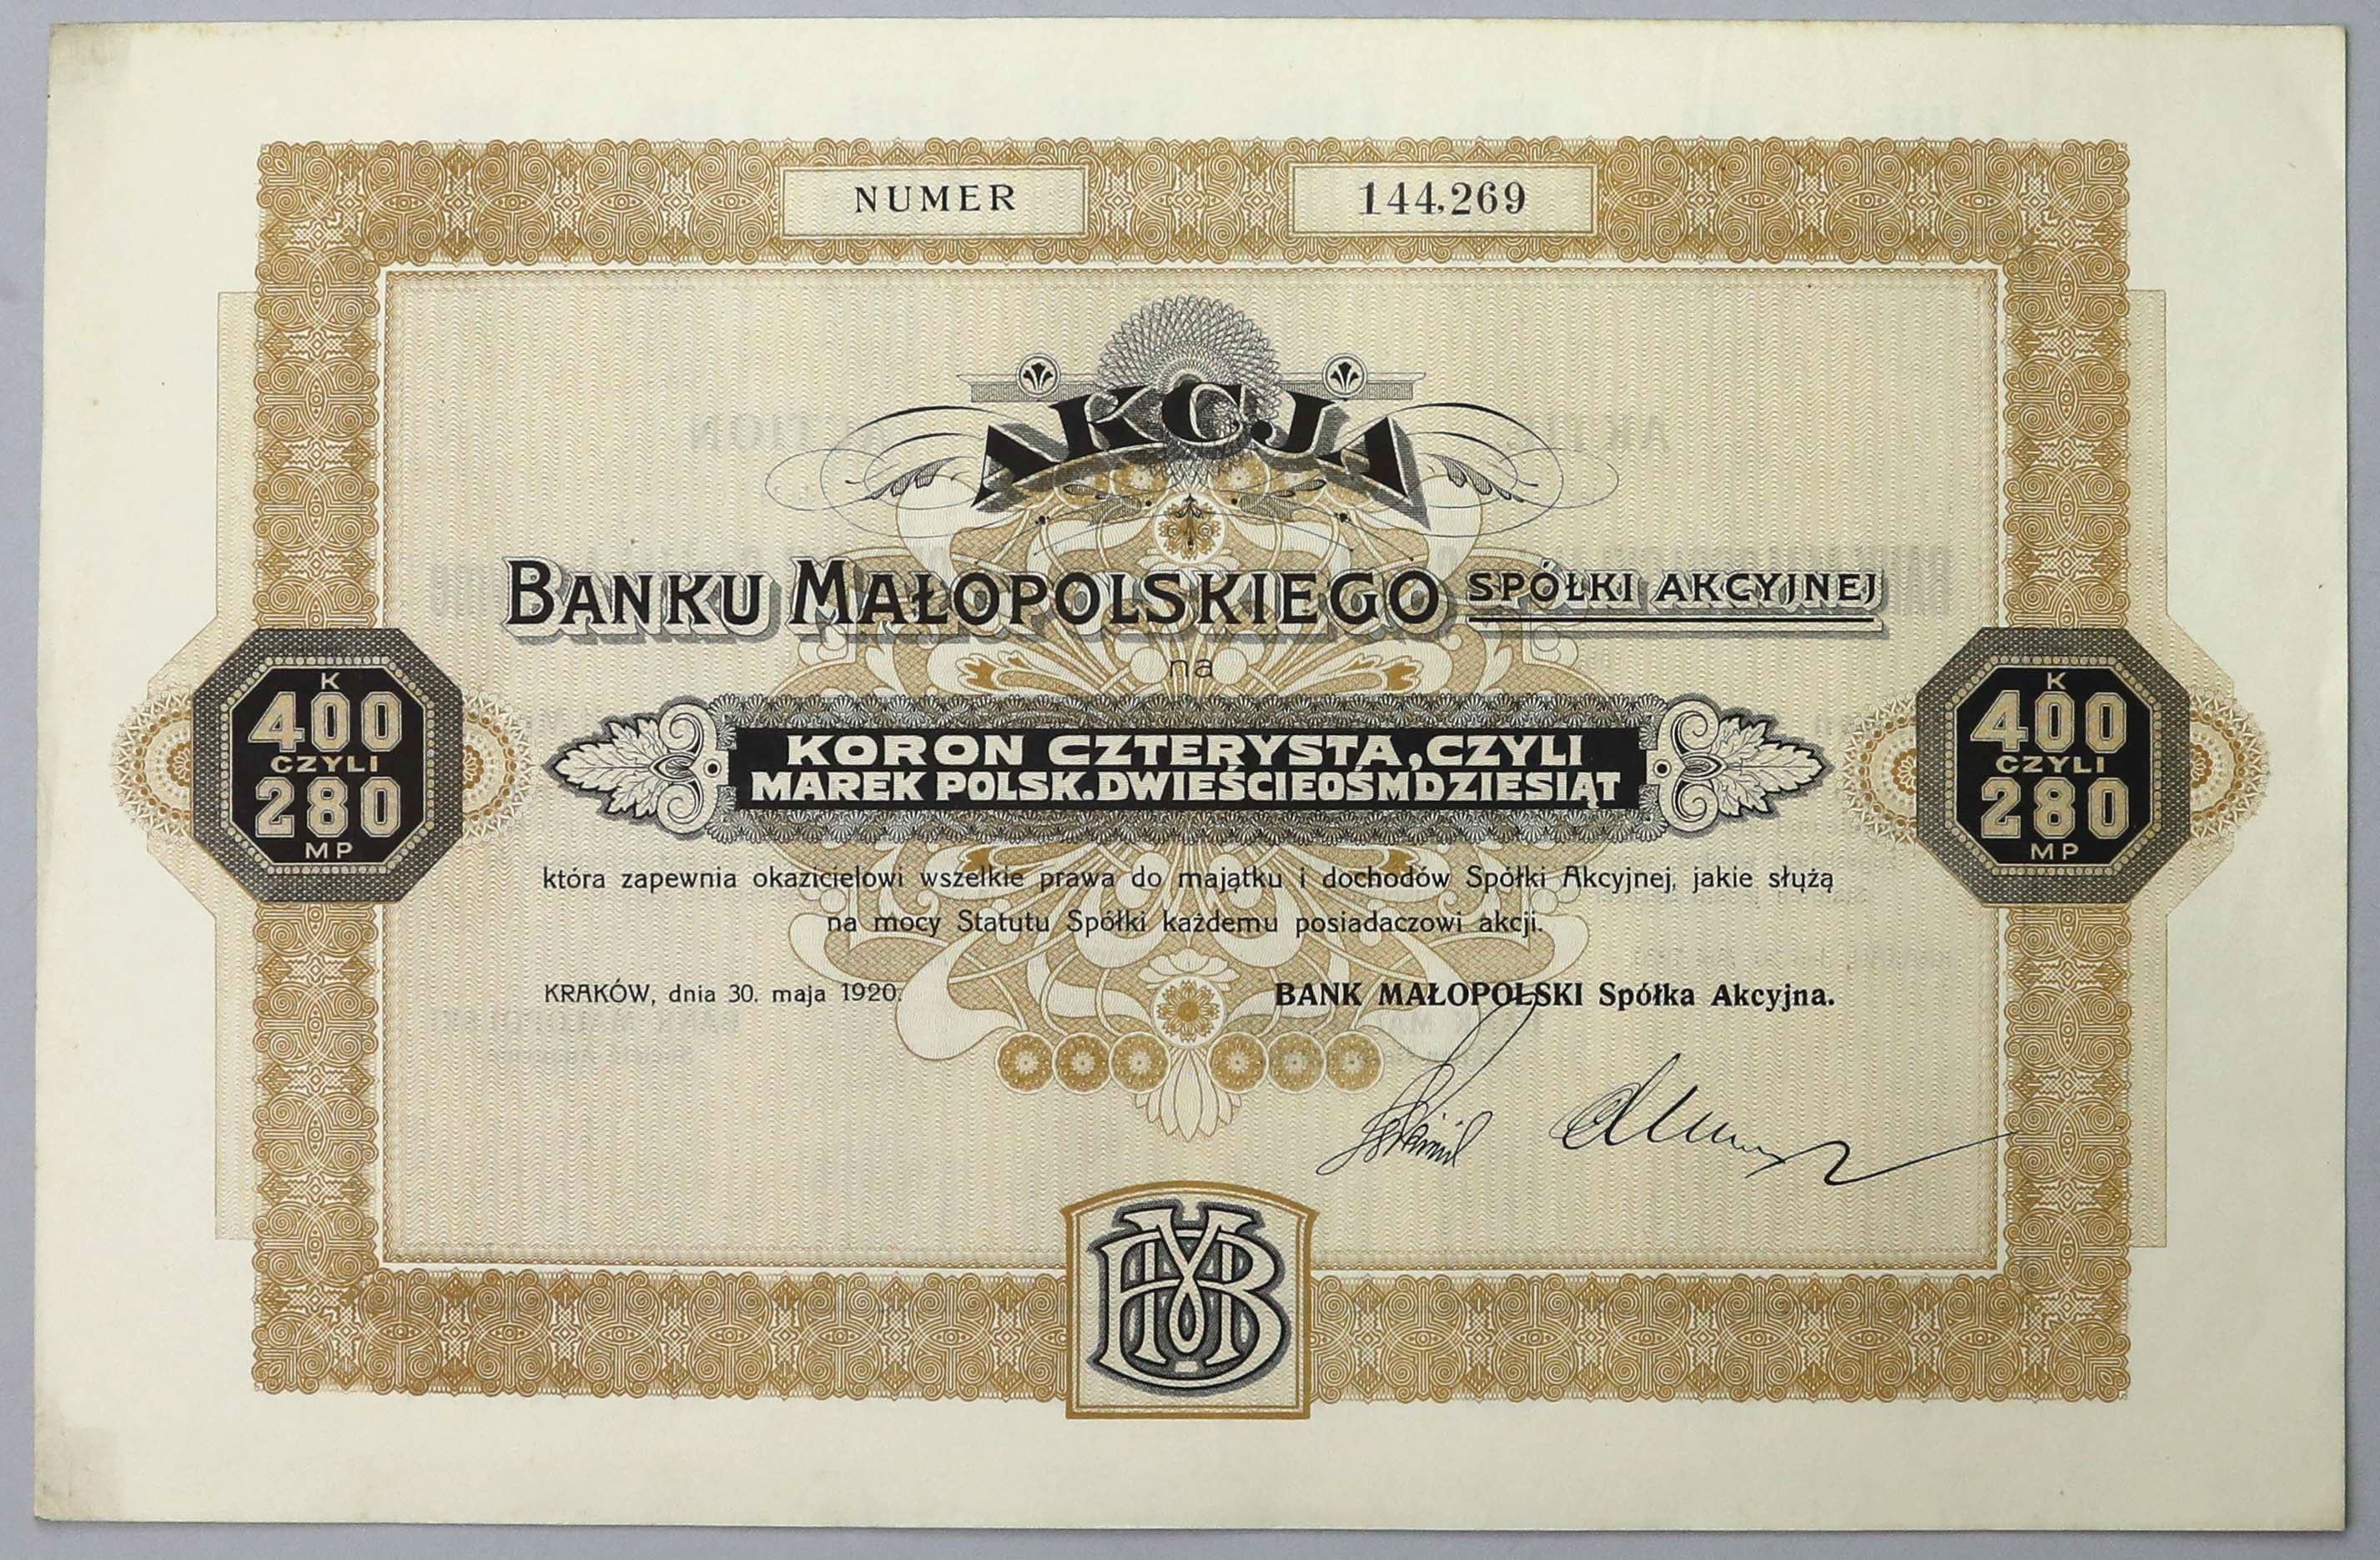 NUMER 144,269
AKCJA
BANKU MAŁOPOLSKIEGO SPÓŁKI AKCYJNEJ
na
KORON CZTERYSTA, CZYLI
MAREK POLSK. DWIEŚCIEOŚMDZIESIĄT
K
400
CZYLI
280
MP
K
400
CZYLI
280
MP
która zapewnia okazicielowi wszelkie prawa do majątku i dochodów Spółki Akcyjnej, jakie służą
na mocy Statutu Spółki każdemu posiadaczowi akcji.
KRAKÓW, dnia 30. maja 1920.
BANK MAŁOPOLSKI Spółka Akcyjna.